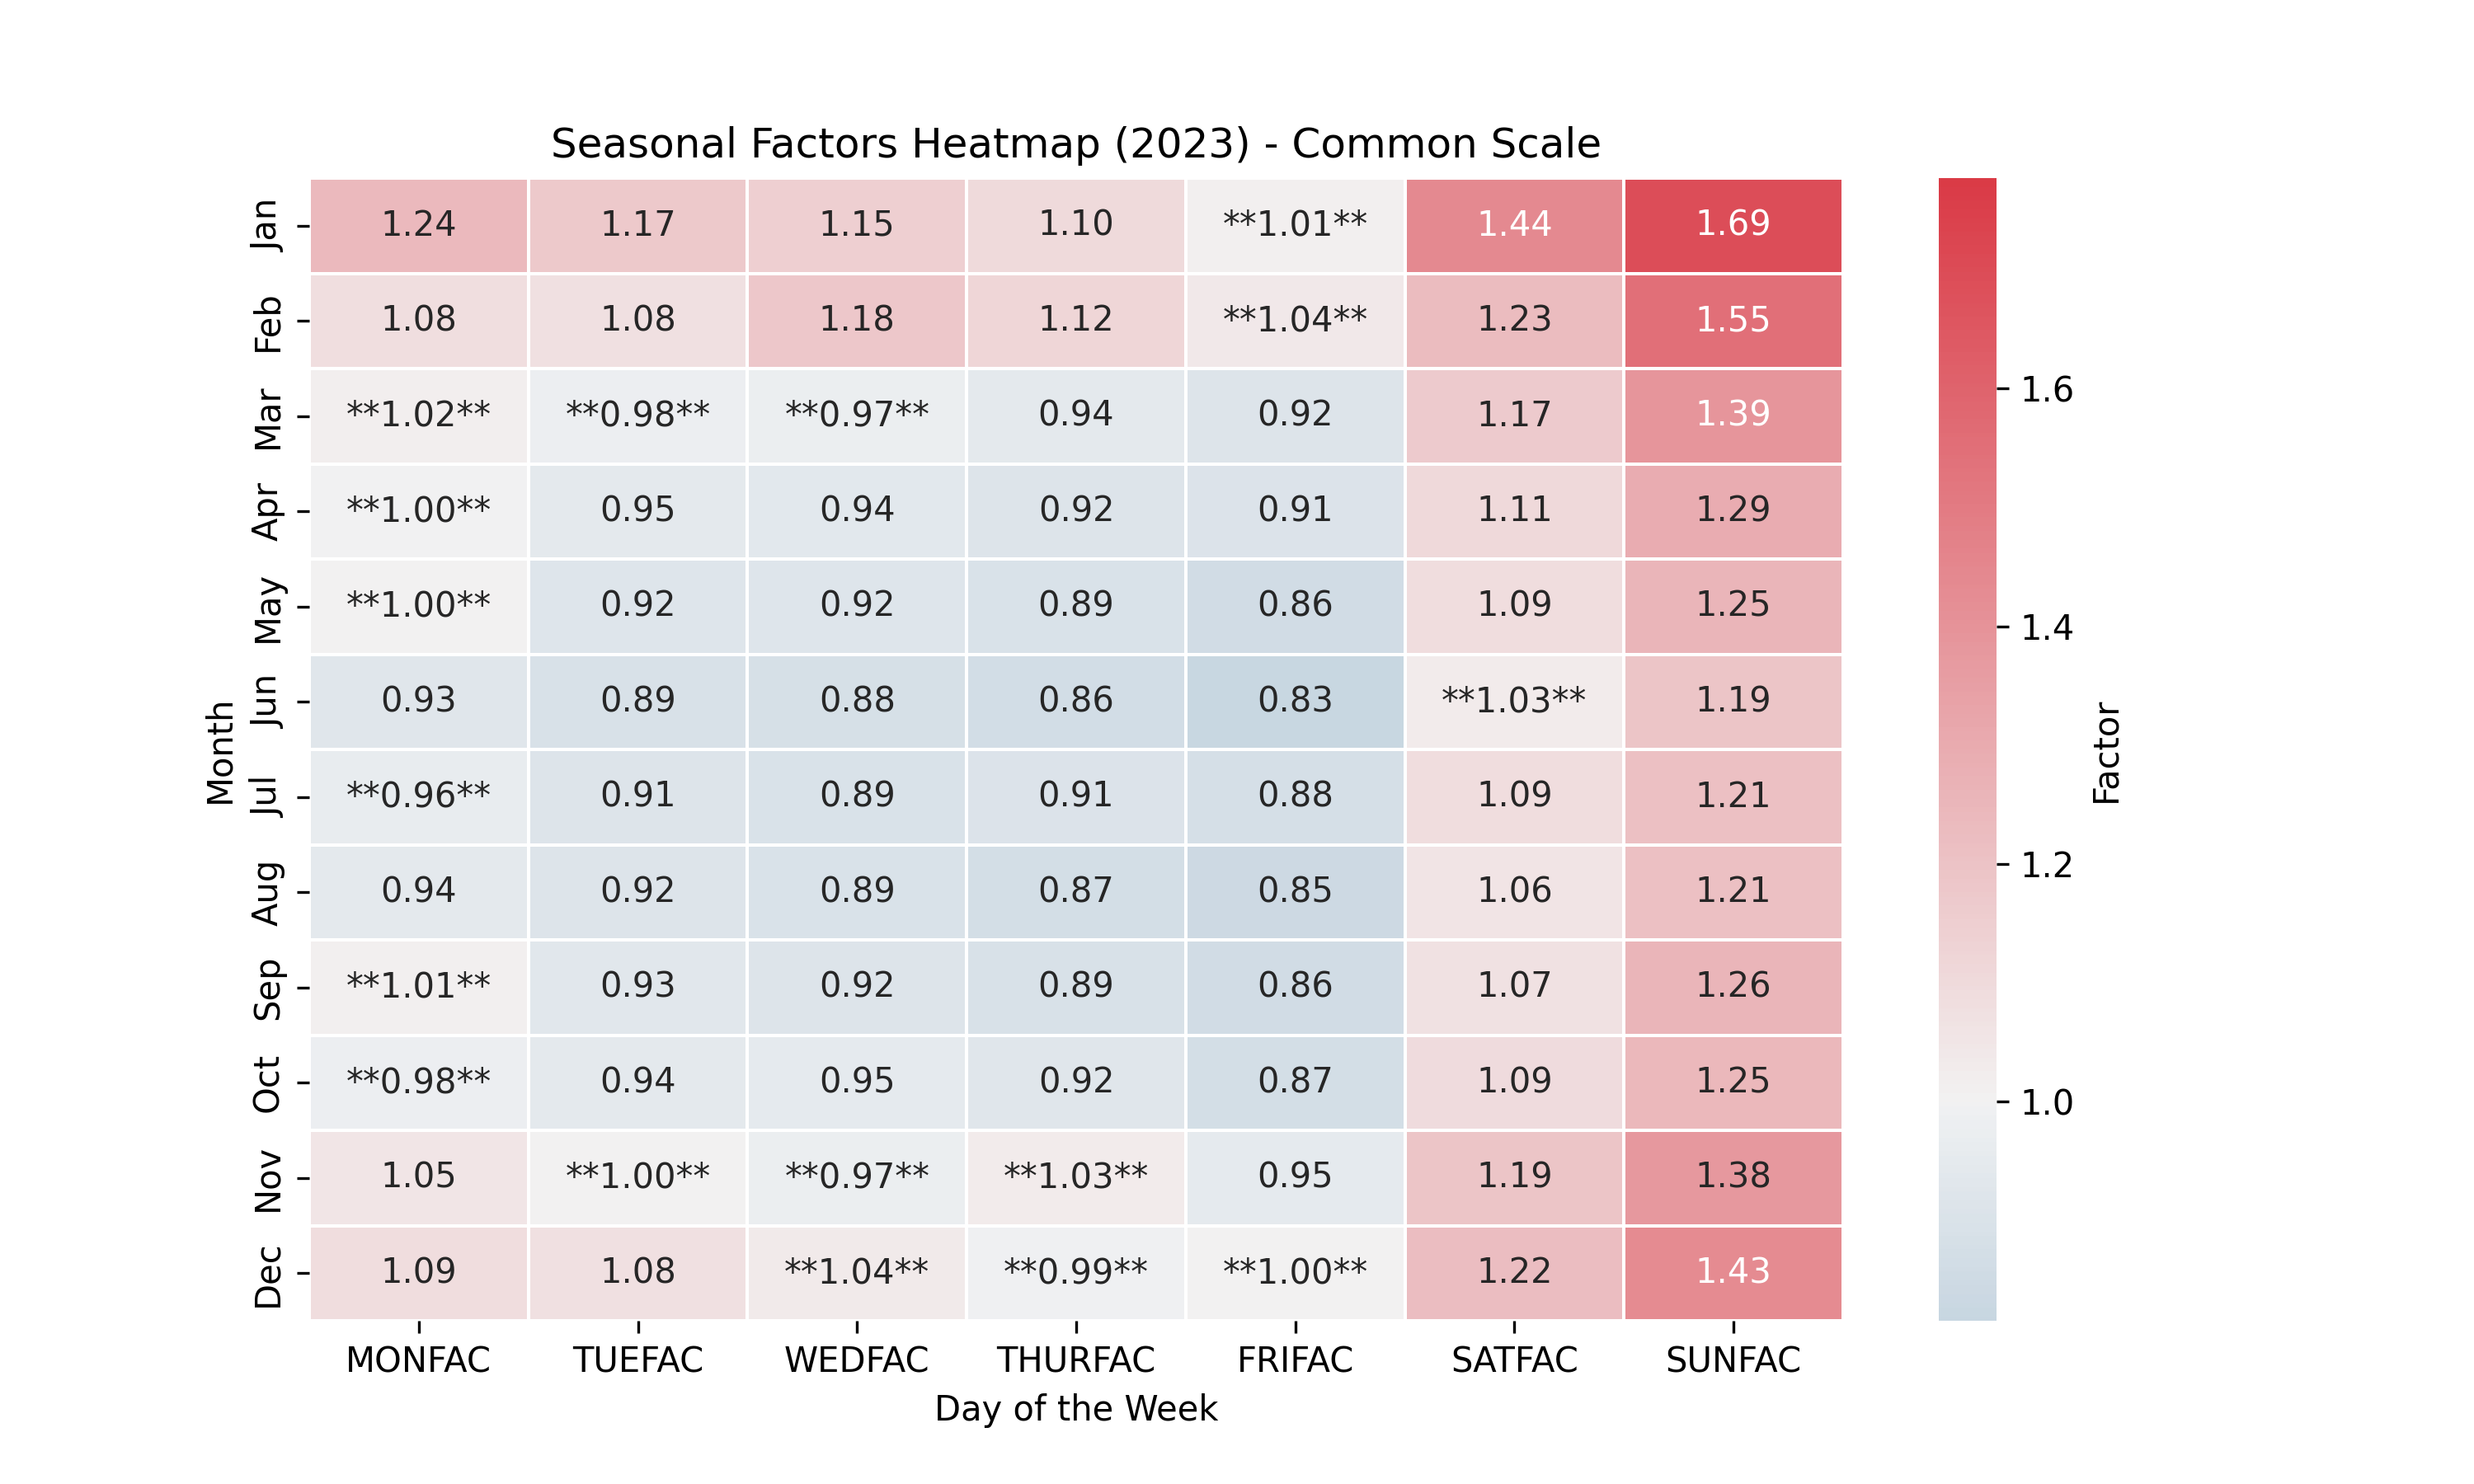 Seasonal Factors Heatmap (2023) - Common Scale
Month
Jan 1.24 1.17 1.15 1.10 **1.01** 1.44 1.69
Feb 1.08 1.08 1.18 1.12 **1.04** 1.23 1.55
Mar **1.02** **0.98** **0.97** 0.94 0.92 1.17 1.39
Apr **1.00** 0.95 0.94 0.92 0.91 1.11 1.29
May **1.00** 0.92 0.92 0.89 0.86 1.09 1.25
Jun 0.93 0.89 0.88 0.86 0.83 **1.03** 1.19
Jul **0.96** 0.91 0.89 0.91 0.88 1.09 1.21
Aug 0.94 0.92 0.89 0.87 0.85 1.06 1.21
Sep **1.01** 0.93 0.92 0.89 0.86 1.07 1.26
Oct **0.98** 0.94 0.95 0.92 0.87 1.09 1.25
Nov 1.05 **1.00** **0.97** **1.03** 0.95 1.19 1.38
Dec 1.09 1.08 **1.04** **0.99** **1.00** 1.22 1.43
MONFAC TUEFAC WEDFAC THURFAC FRIFAC SATFAC SUNFAC
Day of the Week
1.6
1.4
1.2
1.0
Factor